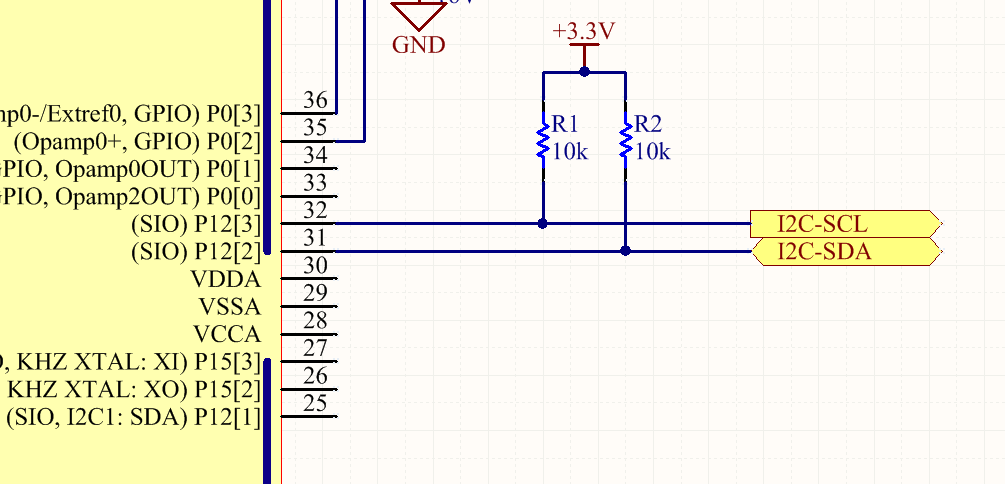 GND
+3.3V
mp0-/Extref0, GPIO) P0[3] 36
(Opamp0+, GPIO) P0[2] 35
GPIO, Opamp0OUT) P0[1] 34
GPIO, Opamp2OUT) P0[0] 33
(SIO) P12[3] 32
(SIO) P12[2] 31
VDDA 30
VSSA 29
VCCA 28
, KHZ XTAL: XI) P15[3] 27
KHZ XTAL: XO) P15[2] 26
(SIO, I2C1: SDA) P12[1] 25
R1
10k
R2
10k
I2C-SCL
I2C-SDA